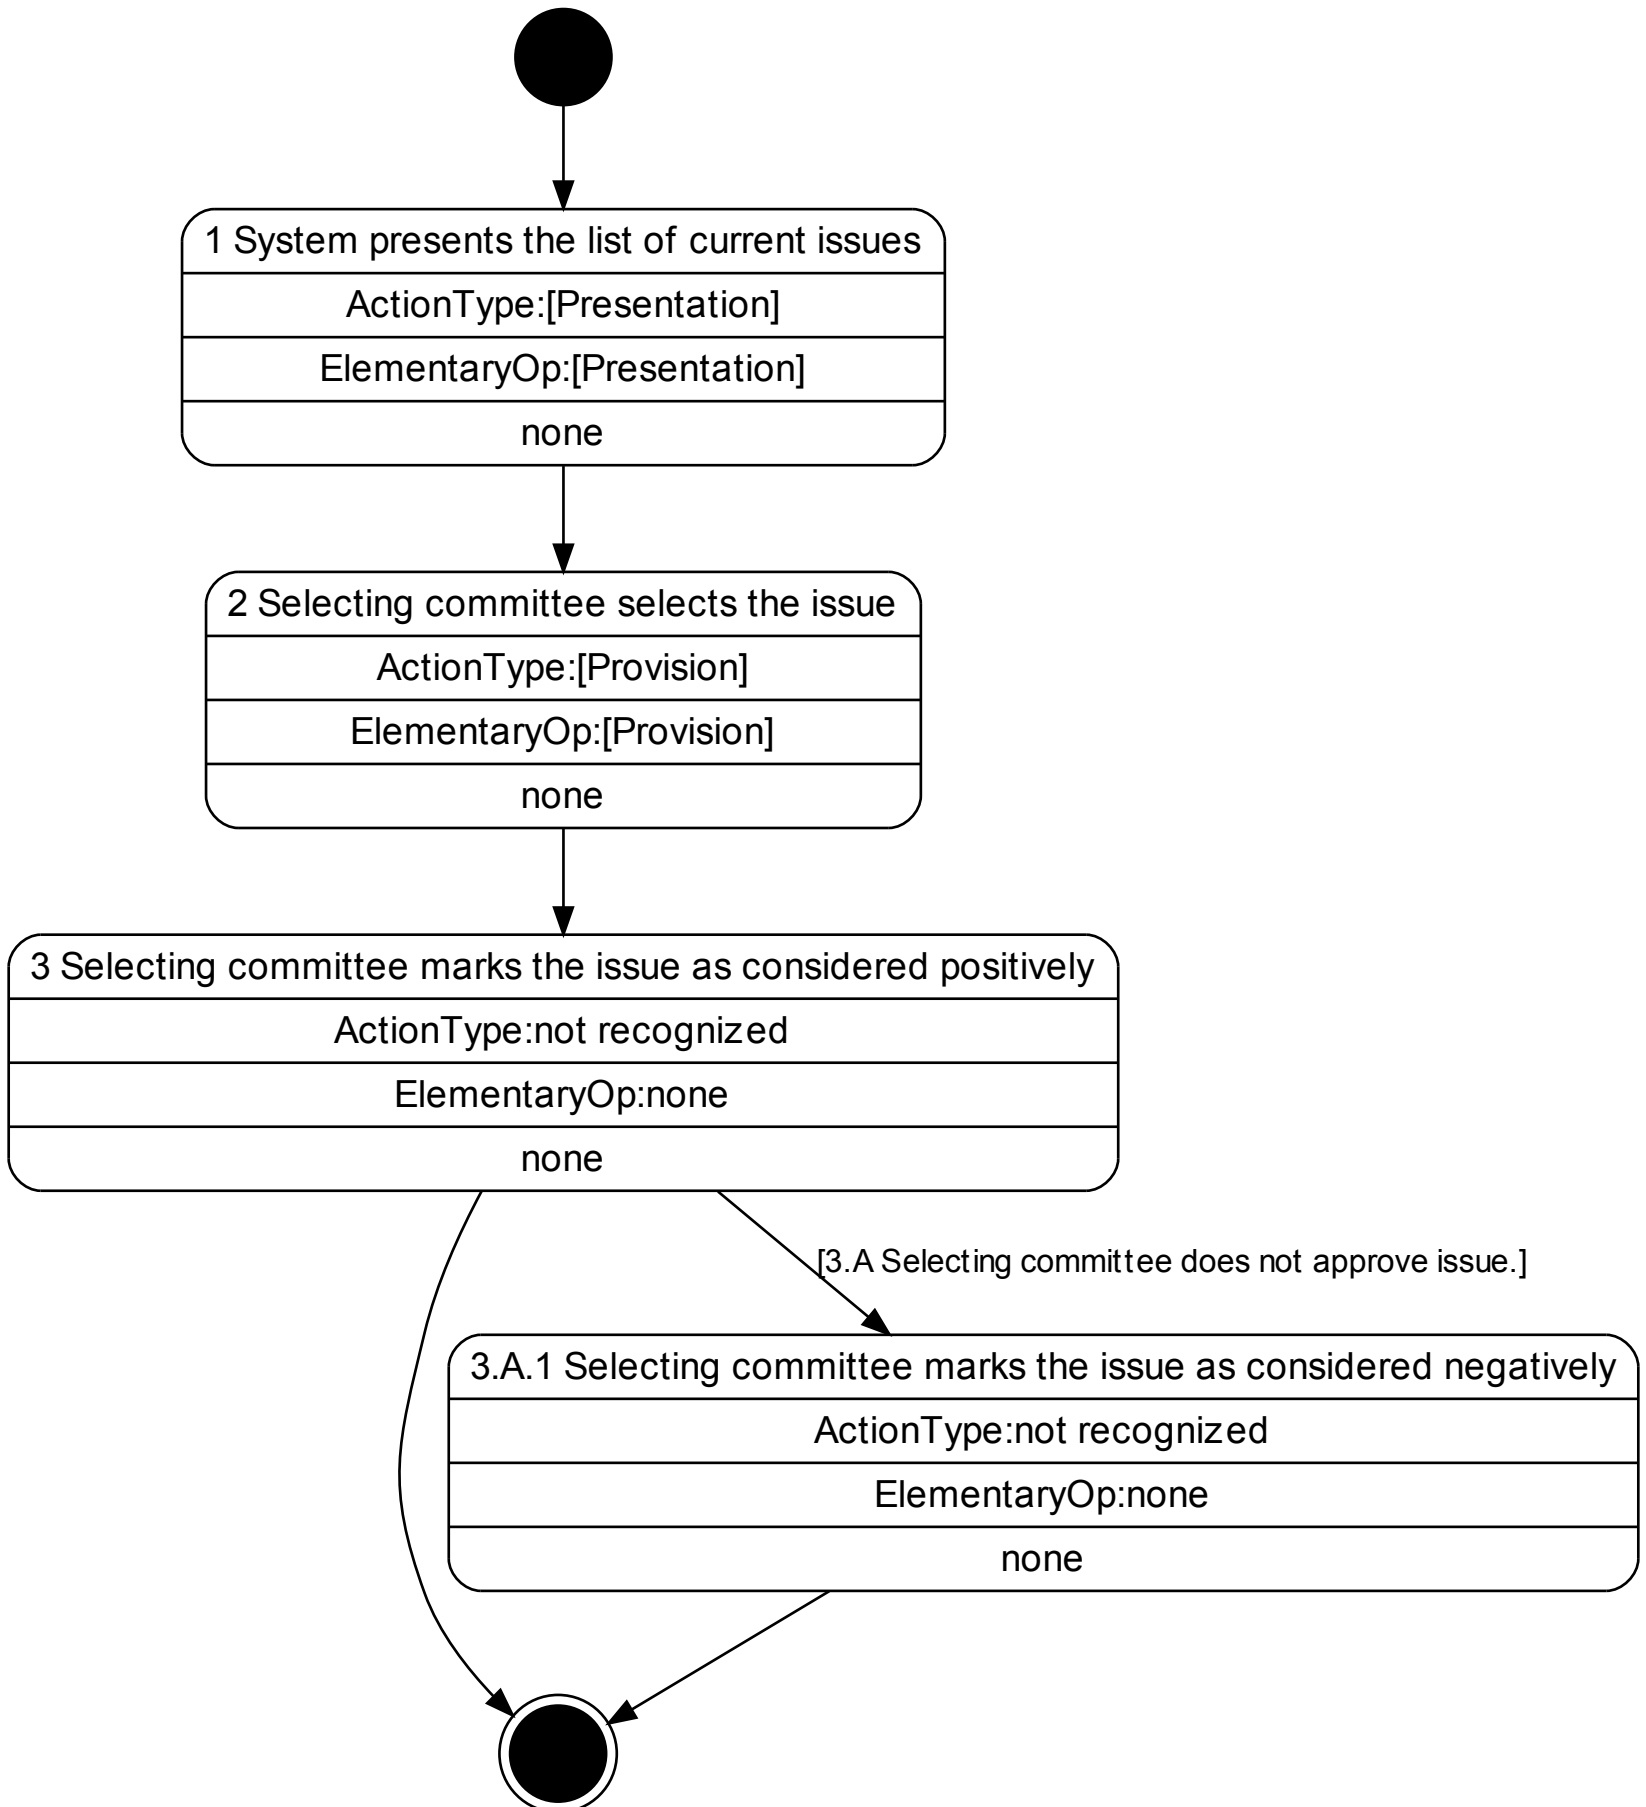 1 System presents the list of current issues
ActionType:[Presentation]
ElementaryOp:[Presentation]
none
2 Selecting committee selects the issue
ActionType:[Provision]
ElementaryOp:[Provision]
none
3 Selecting committee marks the issue as considered positively
ActionType:not recognized
ElementaryOp:none
none
[3.A Selecting committee does not approve issue.]
3.A.1 Selecting committee marks the issue as considered negatively
ActionType:not recognized
ElementaryOp:none
none